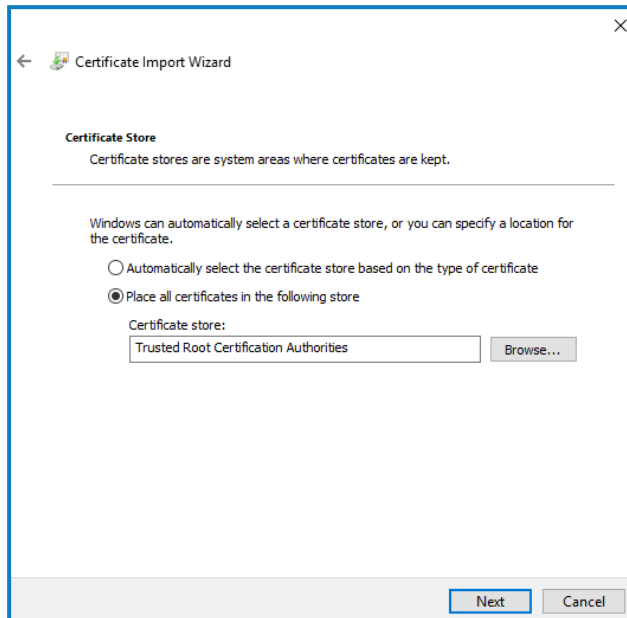 Certificate Import Wizard
Certificate Store
Certificate stores are system areas where certificates are kept.
Windows can automatically select a certificate store, or you can specify a location for
the certificate.
Automatically select the certificate store based on the type of certificate
Place all certificates in the following store
Certificate store:
Trusted Root Certification Authorities
Browse...
Next
Cancel